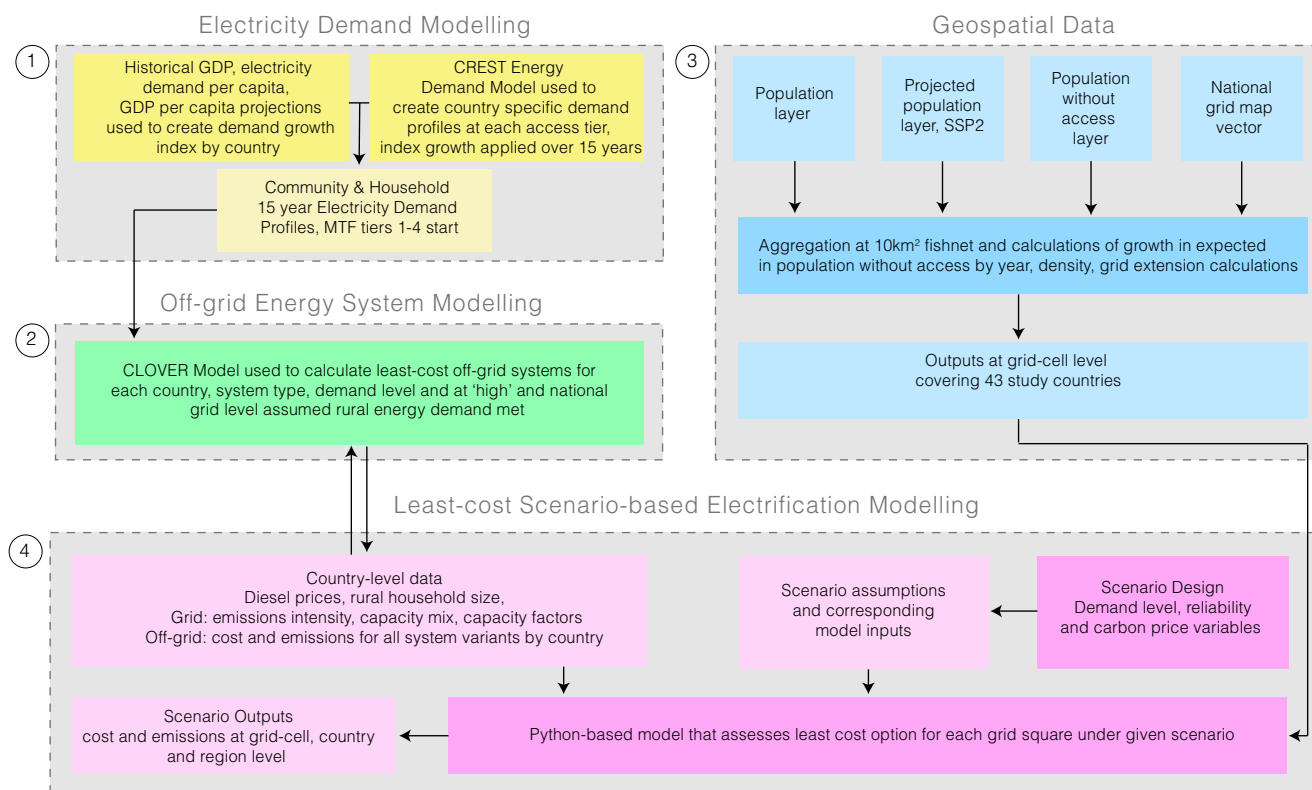 Electricity Demand Modelling
1
Historical GDP, electricity
demand per capita,
GDP per capita projections
used to create demand growth
index by country
CREST Energy
Demand Model used to
create country specific demand
profiles at each access tier,
index growth applied over 15 years
Community & Household
15 year Electricity Demand
Profiles, MTF tiers 1-4 start
Off-grid Energy System Modelling
2
CLOVER Model used to calculate least-cost off-grid systems for
each country, system type, demand level and at ‘high’ and national
grid level assumed rural energy demand met
Geospatial Data
3
Population
layer
Projected
population
layer, SSP2
Population
without
access
layer
National
grid map
vector
Aggregation at 10km² fishnet and calculations of growth in expected
in population without access by year, density, grid extension calculations
Outputs at grid-cell level
covering 43 study countries
Least-cost Scenario-based Electrification Modelling
4
Country-level data
Diesel prices, rural household size,
Grid: emissions intensity, capacity mix, capacity factors
Off-grid: cost and emissions for all system variants by country
Scenario assumptions
and corresponding
model inputs
Scenario Design
Demand level, reliability
and carbon price variables
Scenario Outputs
cost and emissions at grid-cell, country
and region level
Python-based model that assesses least cost option for each grid square under given scenario